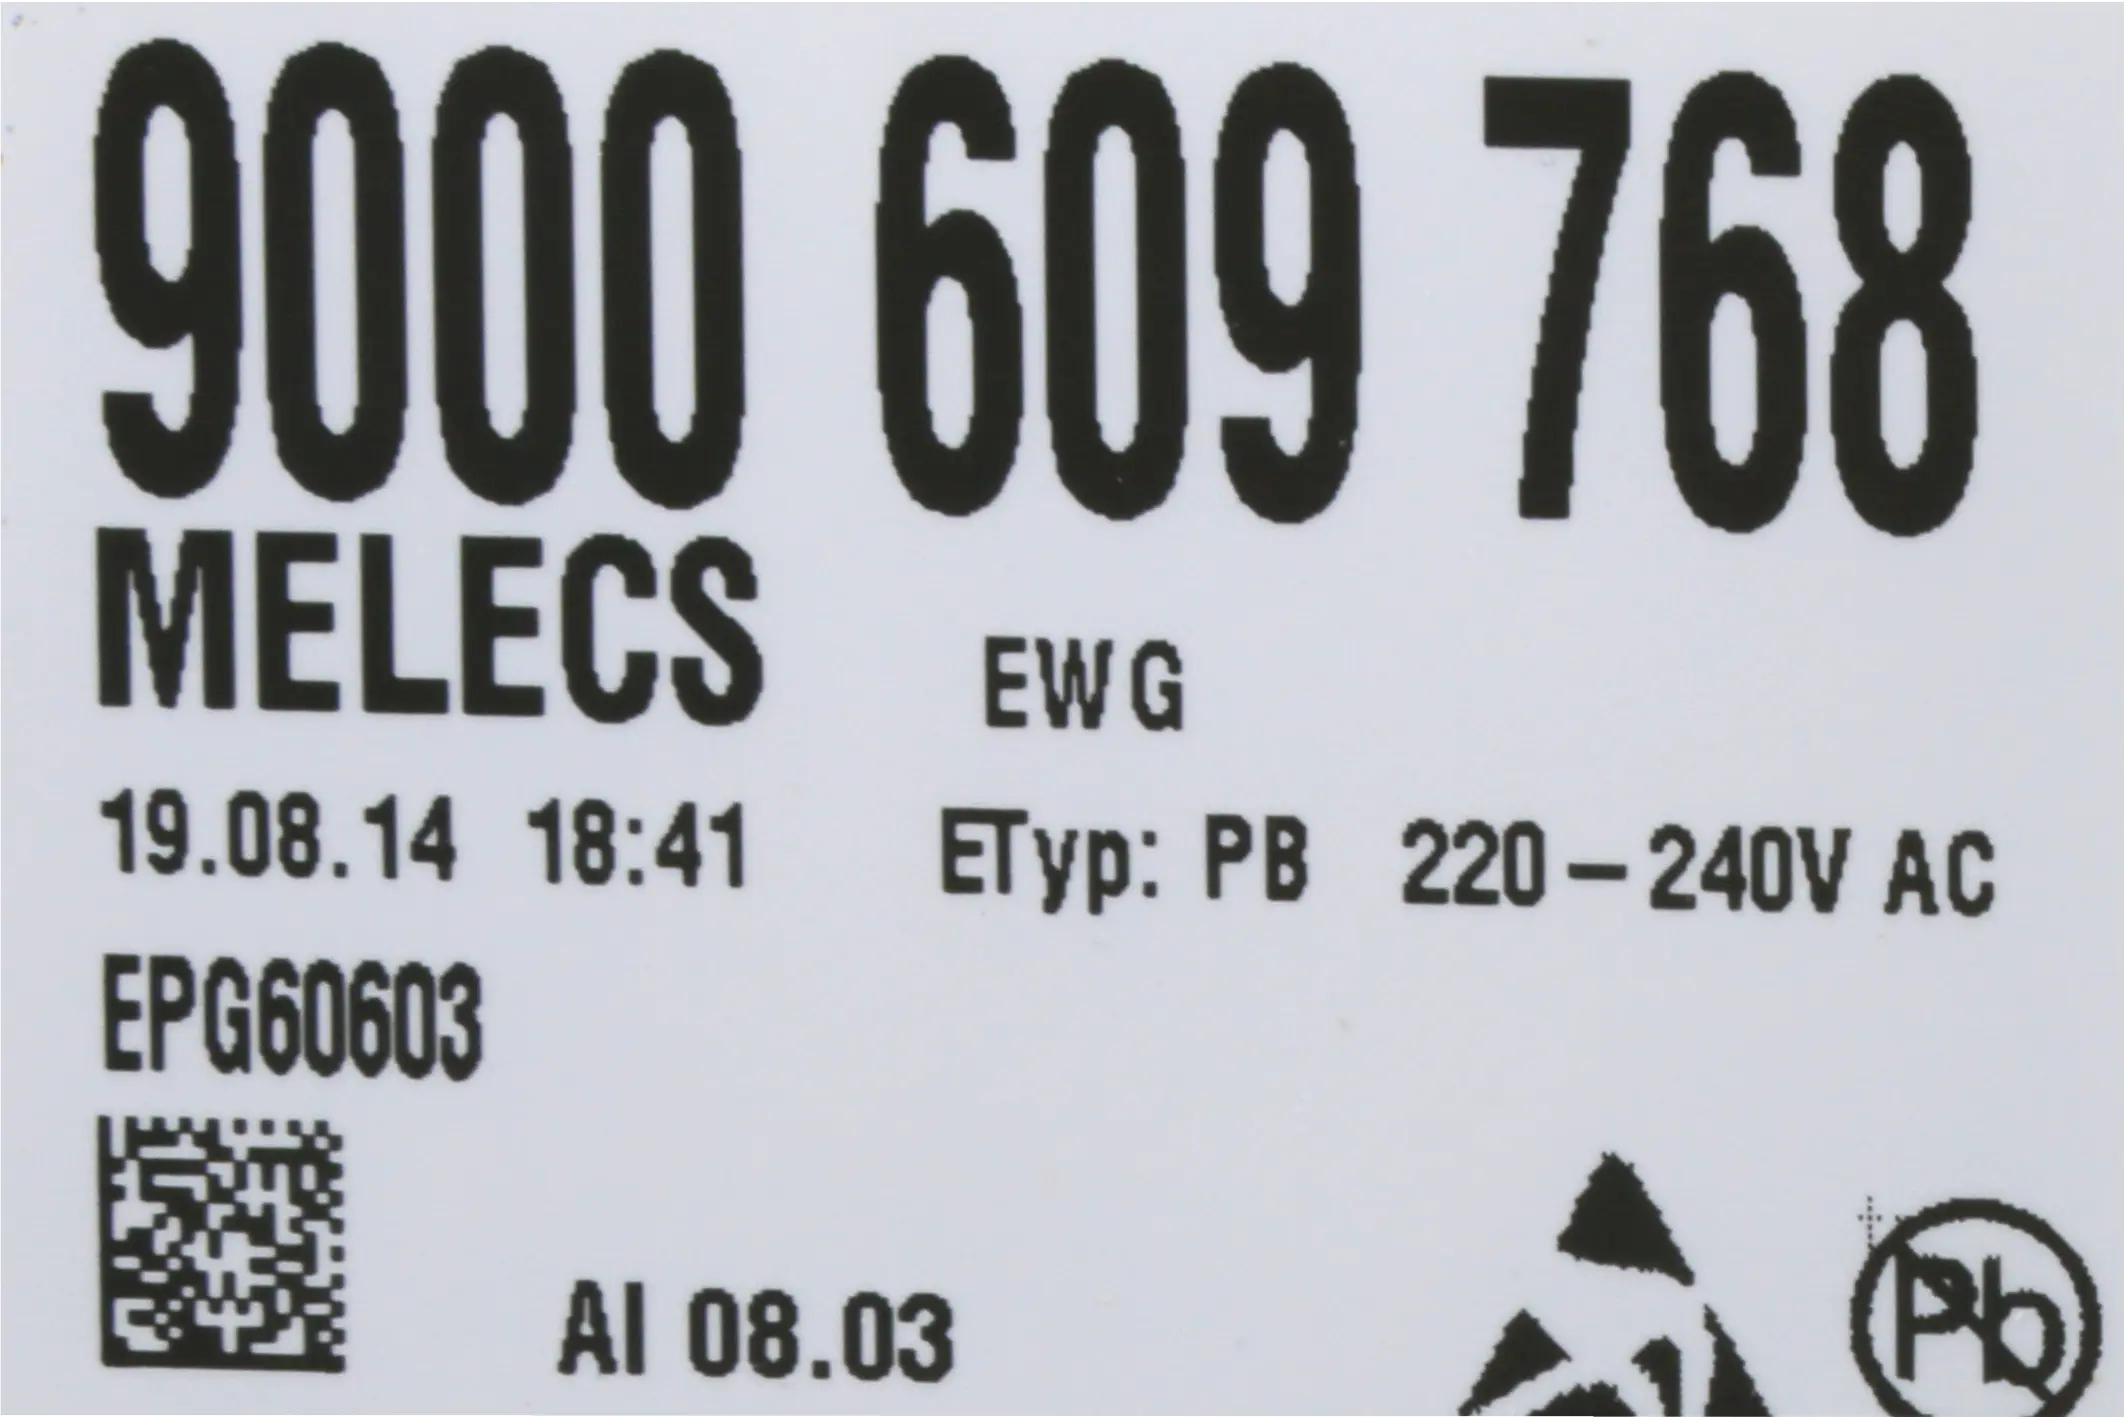 9000 609 768
MELECS EWG
19.08.14 18:41 ETyp: PB 220-240V AC
EPG60603
AI 08.03
Pb